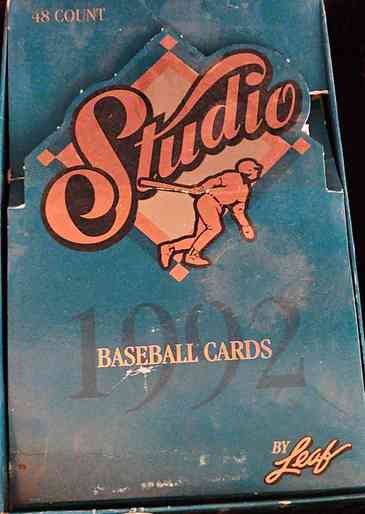 48 COUNT
Studio
1992
BASEBALL CARDS
BY Leaf